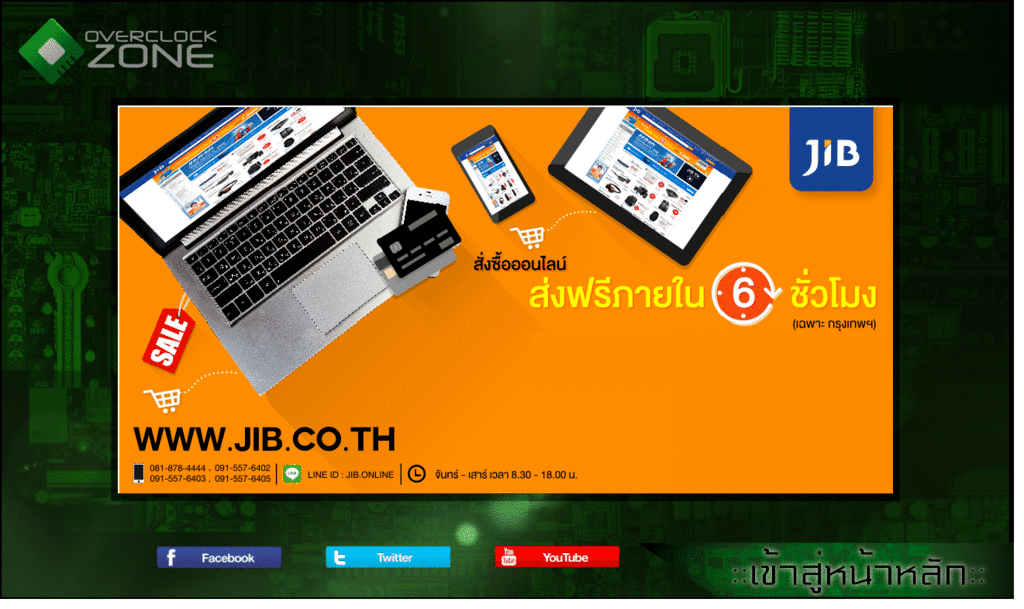 OVERCLOCK
ZONE
JIB
สั่งซื้อออนไลน์
ส่งฟรีภายใน 6 ชั่วโมง
(เฉพาะ กรุงเทพฯ)
SALE
WWW.JIB.CO.TH
081-878-4444 , 091-557-6402
091-557-6403 , 091-557-6405
LINE
LINE ID : JIB.ONLINE
จันทร์ - เสาร์ เวลา 8.30 - 18.00 น.
f Facebook
t Twitter
You Tube YouTube
::เข้าสู่หน้าหลัก::